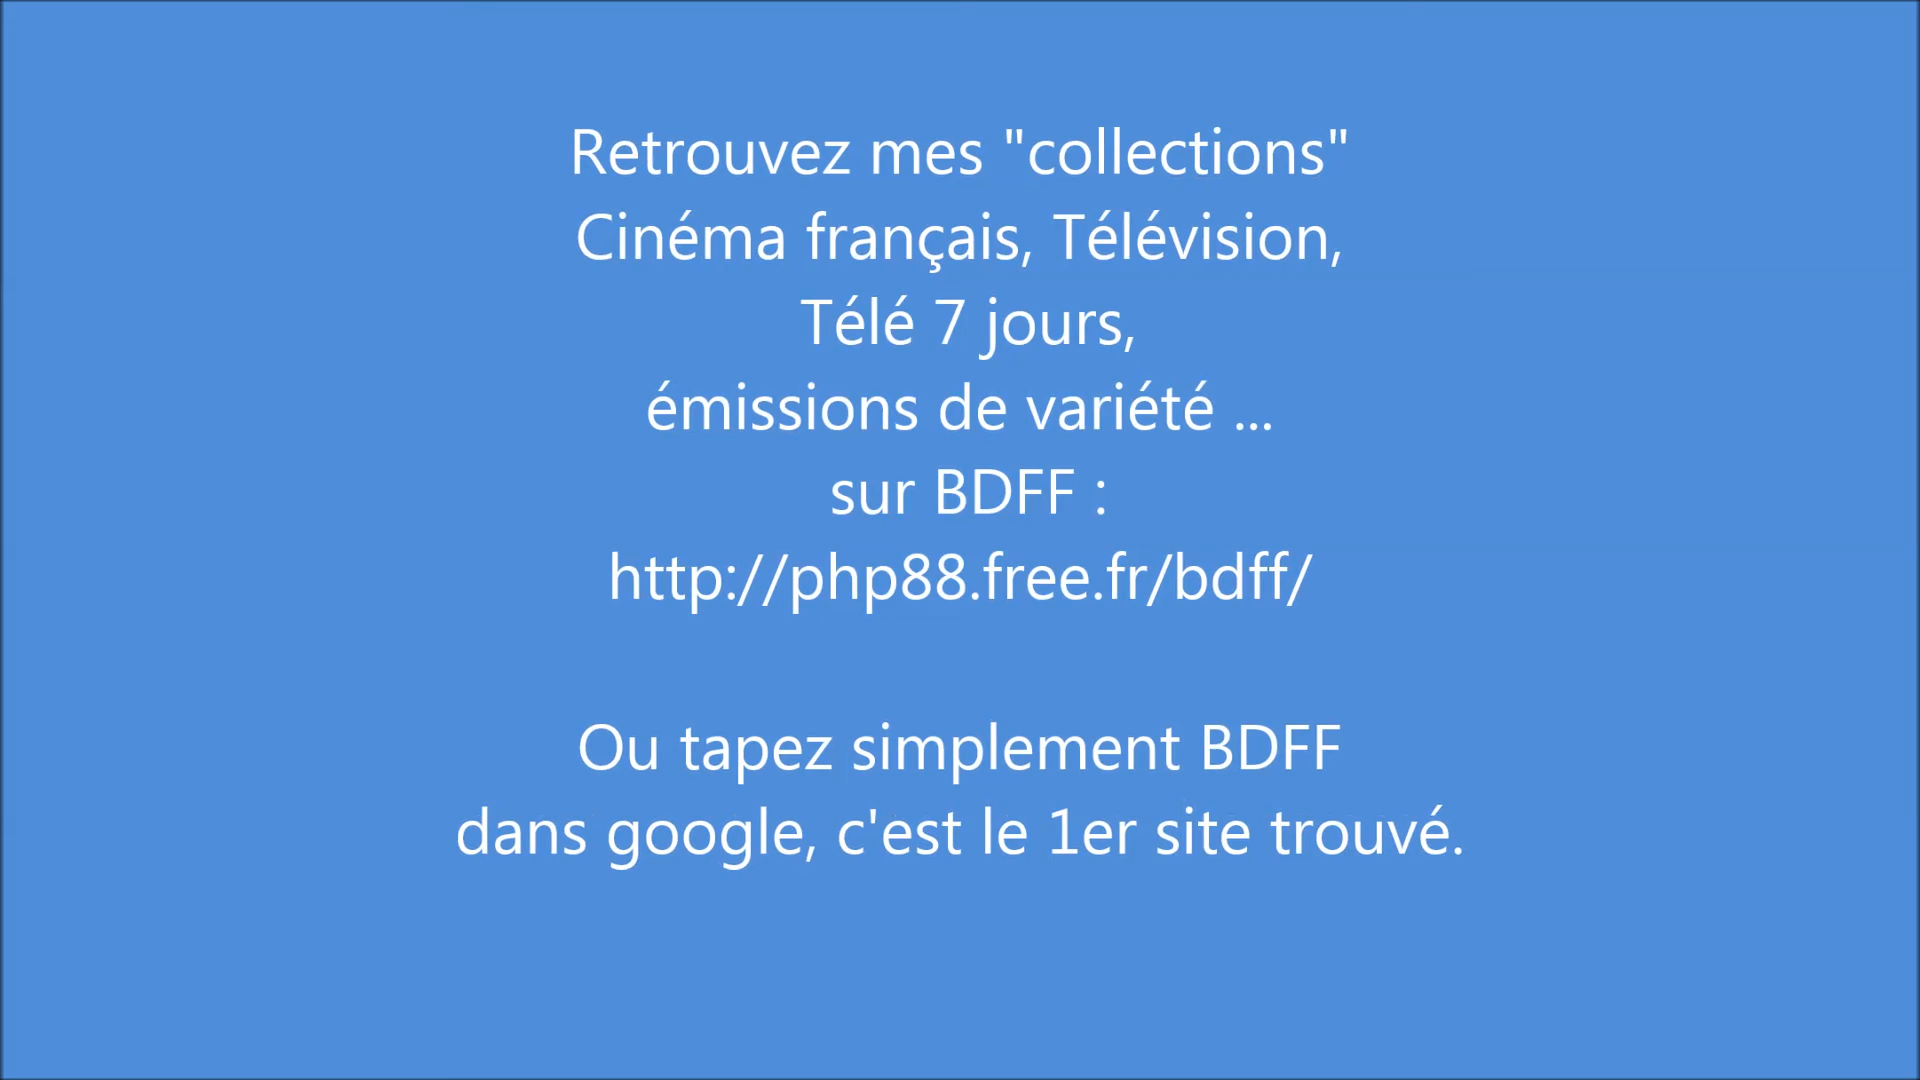 Retrouvez mes "collections"
Cinéma français, Télévision,
Télé 7 jours,
émissions de variété ...
sur BDFF :
http://php88.free.fr/bdff/
Ou tapez simplement BDFF
dans google, c'est le 1er site trouvé.